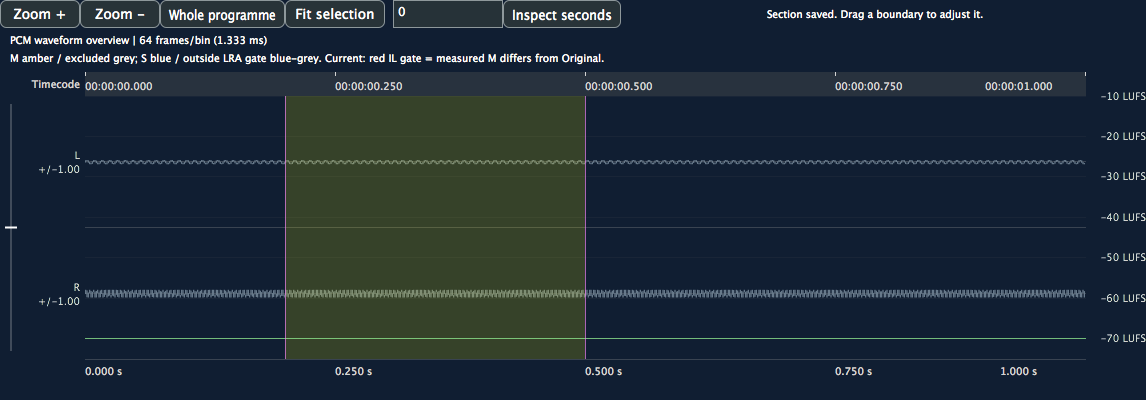 Zoom + Zoom − Whole programme Fit selection 0 Inspect seconds Section saved. Drag a boundary to adjust it.
PCM waveform overview | 64 frames/bin (1.333 ms)
M amber / excluded grey; S blue / outside LRA gate blue-grey. Current: red IL gate = measured M differs from Original.
Timecode 00:00:00.000 00:00:00.250 00:00:00.500 00:00:00.750 00:00:01.000
−10 LUFS
−20 LUFS
L
+/−1.00
−30 LUFS
−40 LUFS
−50 LUFS
R
+/−1.00
−60 LUFS
−70 LUFS
0.000 s 0.250 s 0.500 s 0.750 s 1.000 s